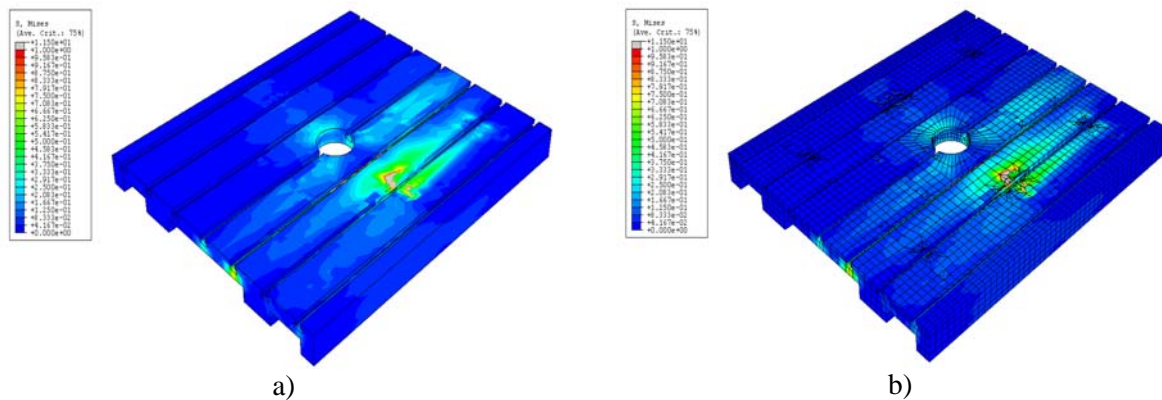 S, Mises
(Ave. Crit.: 75%)
+1.150e+01
+1.000e+00
+9.583e-01
+9.167e-01
+8.750e-01
+8.333e-01
+7.917e-01
+7.500e-01
+7.083e-01
+6.667e-01
+6.250e-01
+5.833e-01
+5.417e-01
+5.000e-01
+4.583e-01
+4.167e-01
+3.750e-01
+3.333e-01
+2.917e-01
+2.500e-01
+2.083e-01
+1.667e-01
+1.250e-01
+8.333e-02
+4.167e-02
+0.000e+00
S, Mises
(Ave. Crit.: 75%)
+1.150e+01
+1.000e+00
+9.583e-01
+9.167e-01
+8.750e-01
+8.333e-01
+7.917e-01
+7.500e-01
+7.083e-01
+6.667e-01
+6.250e-01
+5.833e-01
+5.417e-01
+5.000e-01
+4.583e-01
+4.167e-01
+3.750e-01
+3.333e-01
+2.917e-01
+2.500e-01
+2.083e-01
+1.667e-01
+1.250e-01
+8.333e-02
+4.167e-02
+0.000e+00
a)
b)